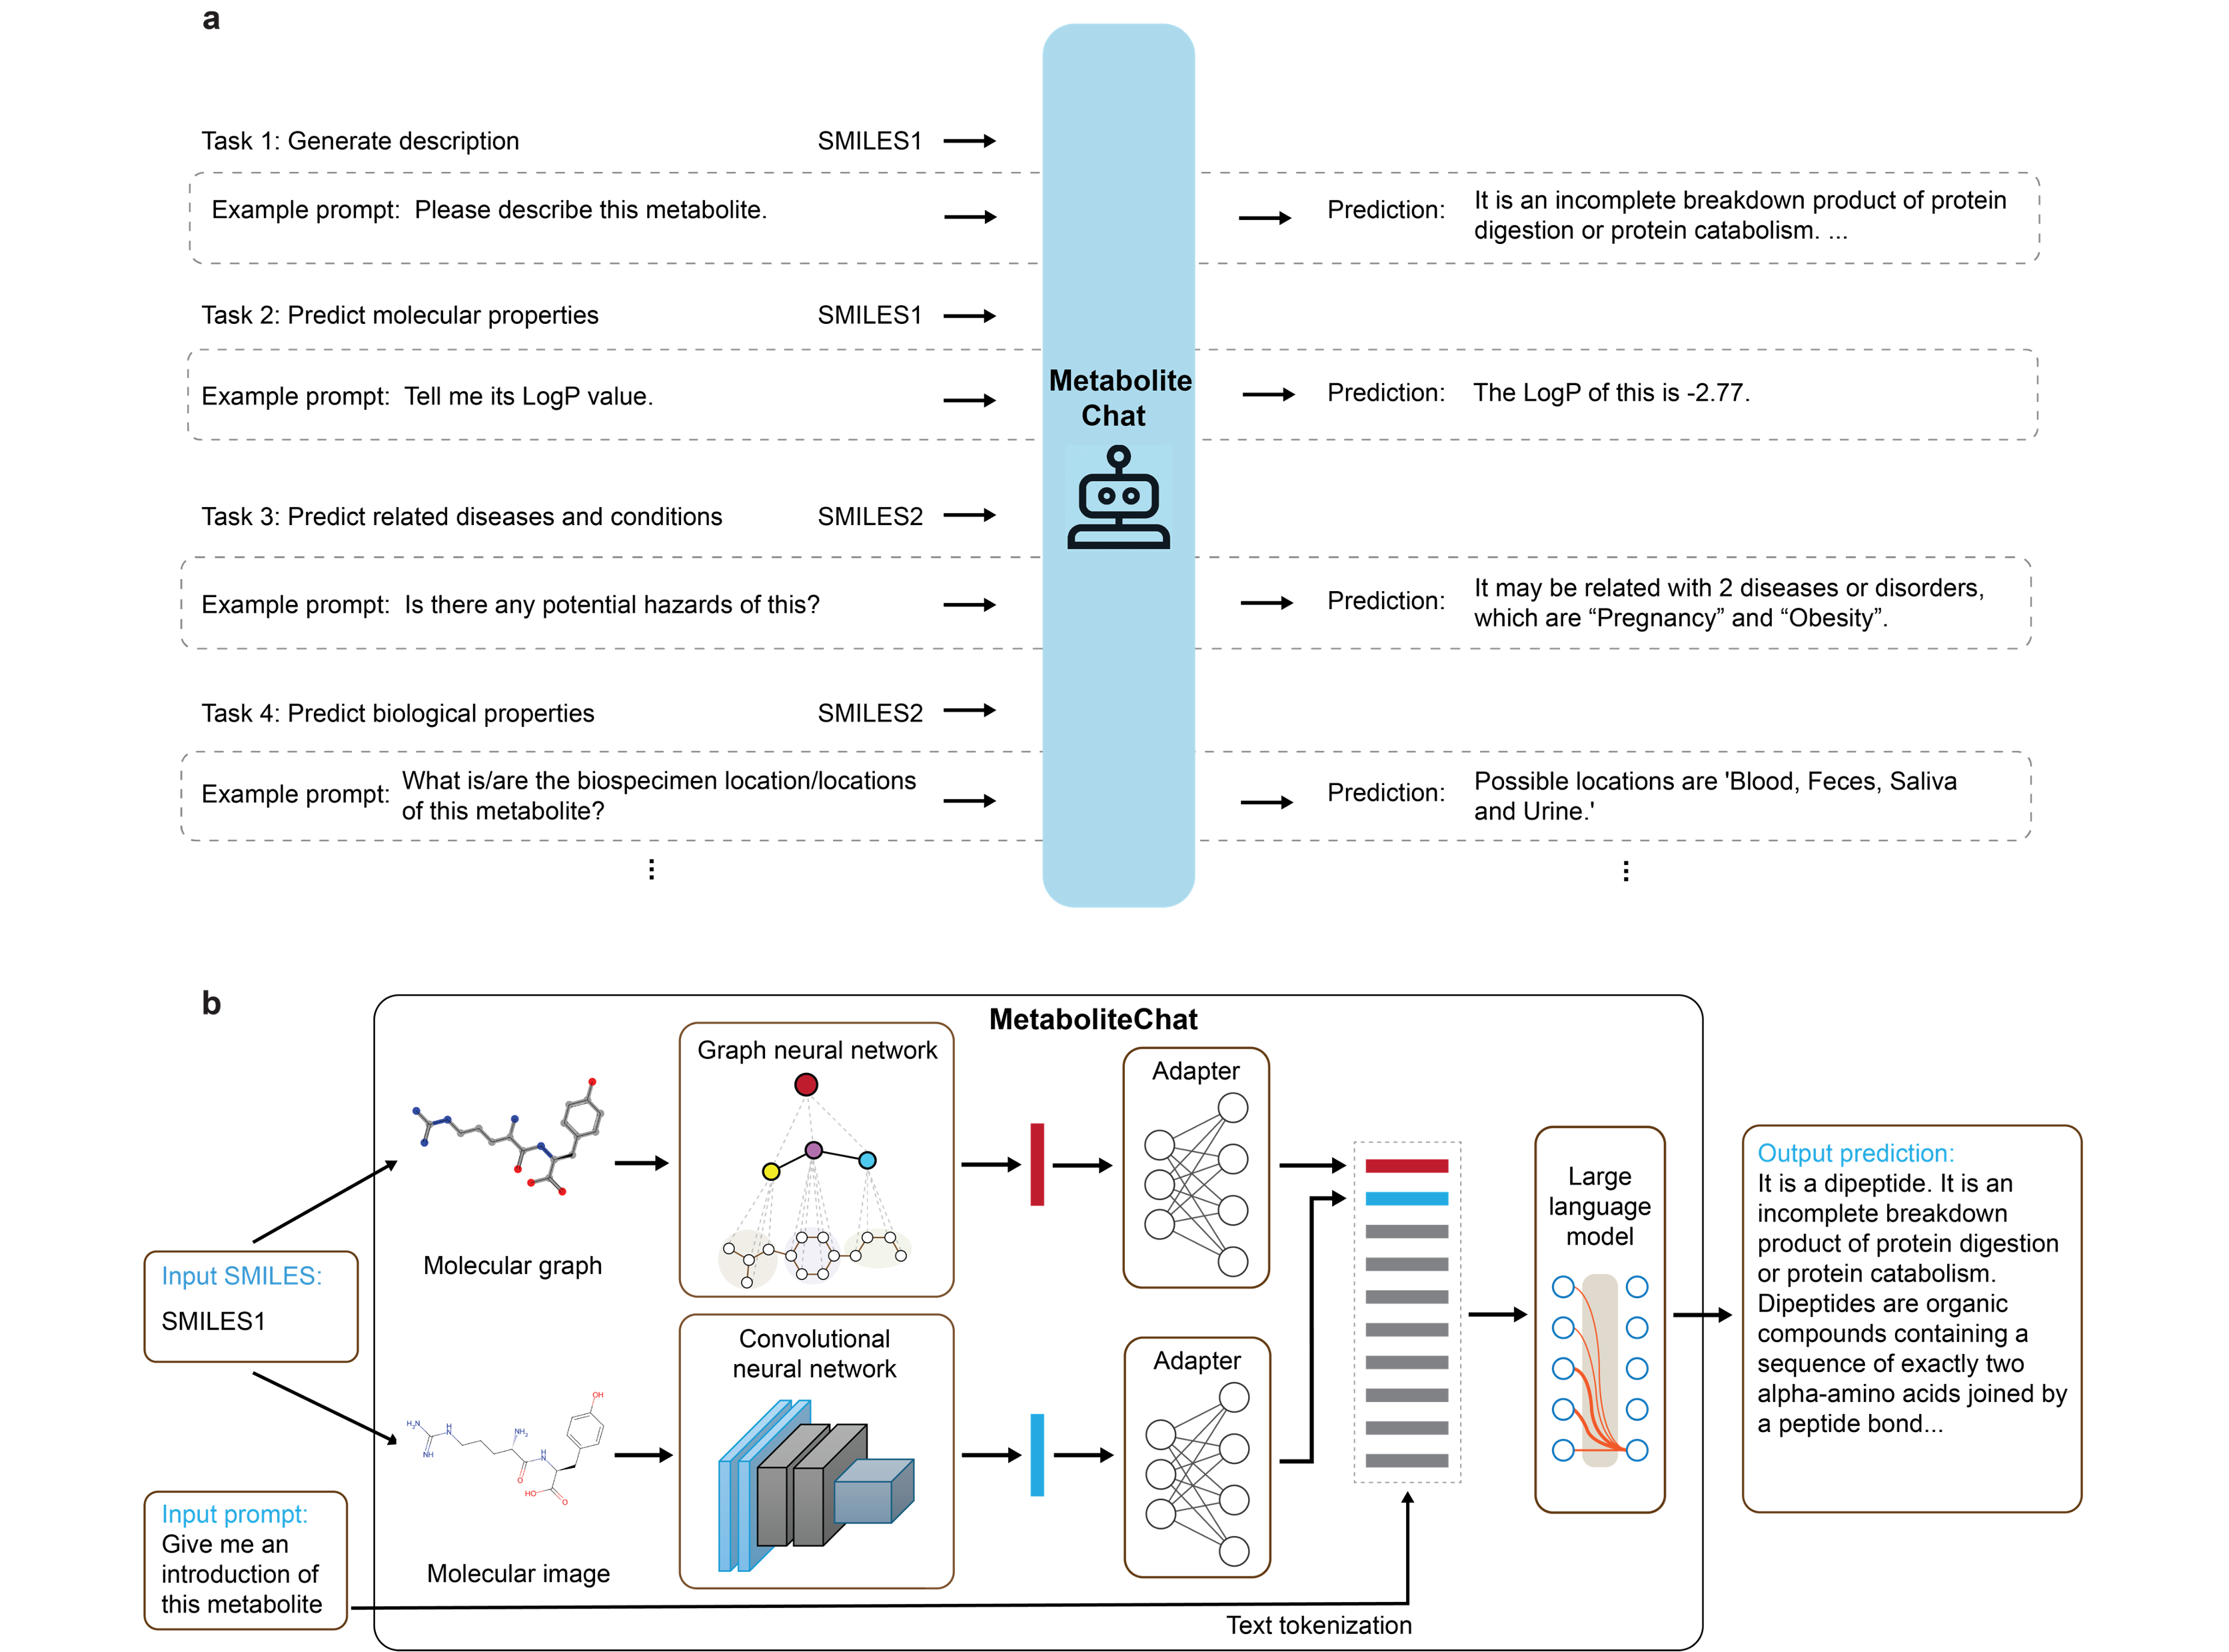 a
Task 1: Generate description
SMILES1
Example prompt: Please describe this metabolite.
Prediction:
It is an incomplete breakdown product of protein
digestion or protein catabolism. ...
Task 2: Predict molecular properties
SMILES1
Example prompt: Tell me its LogP value.
Prediction:
The LogP of this is -2.77.
Metabolite
Chat
Task 3: Predict related diseases and conditions
SMILES2
Example prompt: Is there any potential hazards of this?
Prediction:
It may be related with 2 diseases or disorders,
which are “Pregnancy” and “Obesity”.
Task 4: Predict biological properties
SMILES2
Example prompt:
What is/are the biospecimen location/locations
of this metabolite?
Prediction:
Possible locations are 'Blood, Feces, Saliva
and Urine.'
b
MetaboliteChat
Input SMILES:
SMILES1
Input prompt:
Give me an
introduction of
this metabolite
Molecular graph
Graph neural network
Adapter
OH
H₂N
H
N
NH
NH₂
H
N
O
HO
O
Molecular image
Convolutional
neural network
Adapter
Text tokenization
Large
language
model
Output prediction:
It is a dipeptide. It is an
incomplete breakdown
product of protein digestion
or protein catabolism.
Dipeptides are organic
compounds containing a
sequence of exactly two
alpha-amino acids joined by
a peptide bond...